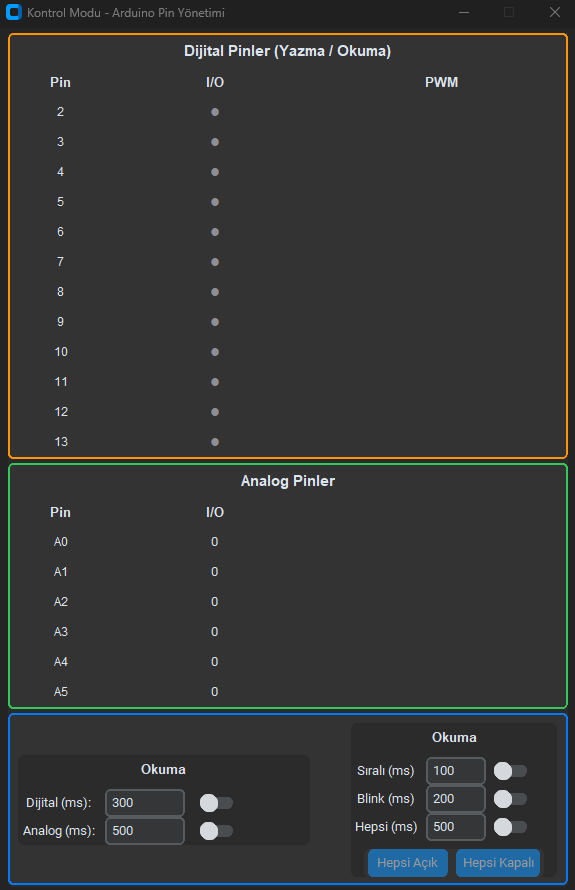 Kontrol Modu - Arduino Pin Yönetimi
Dijital Pinler (Yazma / Okuma)
Pin I/O PWM
2
3
4
5
6
7
8
9
10
11
12
13
Analog Pinler
Pin I/O
A0 0
A1 0
A2 0
A3 0
A4 0
A5 0
Okuma
Dijital (ms): 300
Analog (ms): 500
Okuma
Sıralı (ms) 100
Blink (ms) 200
Hepsi (ms) 500
Hepsi Açık Hepsi Kapalı